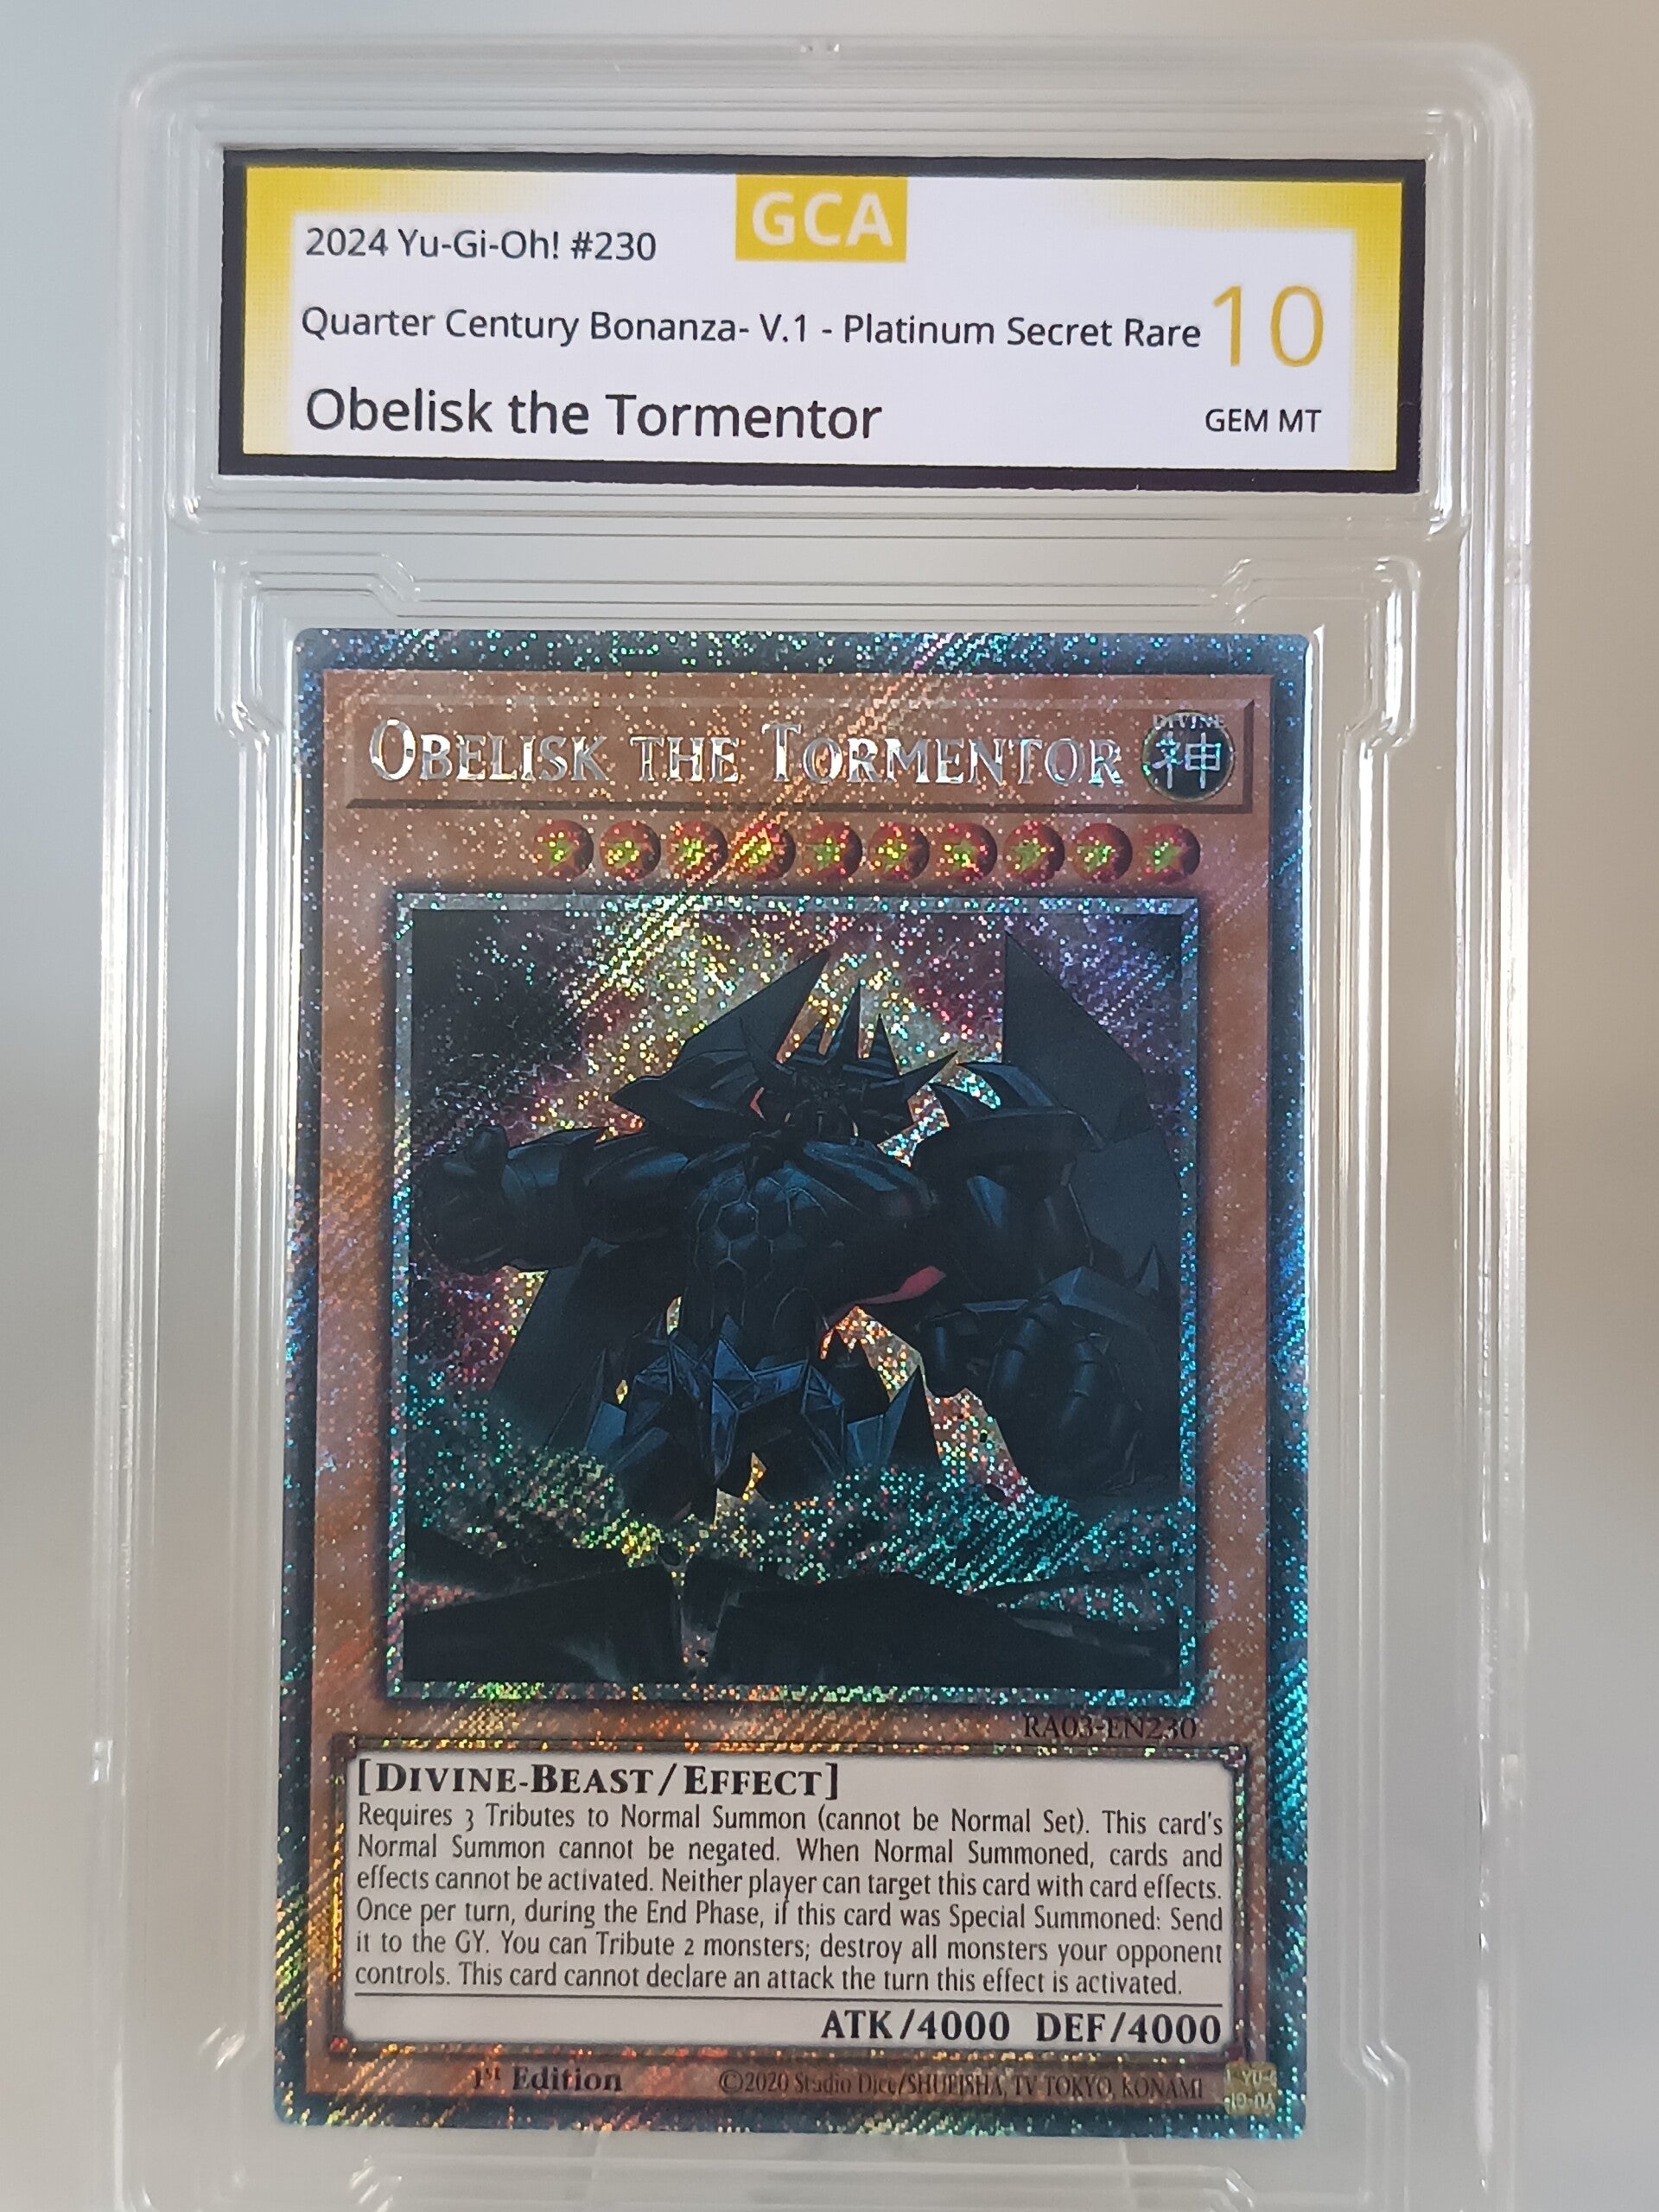 GCA
2024 Yu-Gi-Oh! #230
Quarter Century Bonanza- V.1 - Platinum Secret Rare
10
Obelisk the Tormentor
GEM MT
Obelisk the Tormentor
DIVINE
神
RA03-EN230
[Divine-Beast/Effect]
Requires 3 Tributes to Normal Summon (cannot be Normal Set). This card's
Normal Summon cannot be negated. When Normal Summoned, cards and
effects cannot be activated. Neither player can target this card with card effects.
Once per turn, during the End Phase, if this card was Special Summoned: Send
it to the GY. You can Tribute 2 monsters; destroy all monsters your opponent
controls. This card cannot declare an attack the turn this effect is activated.
ATK/4000 DEF/4000
1st Edition
©2020 Studio Dice/SHUEISHA, TV TOKYO, KONAMI